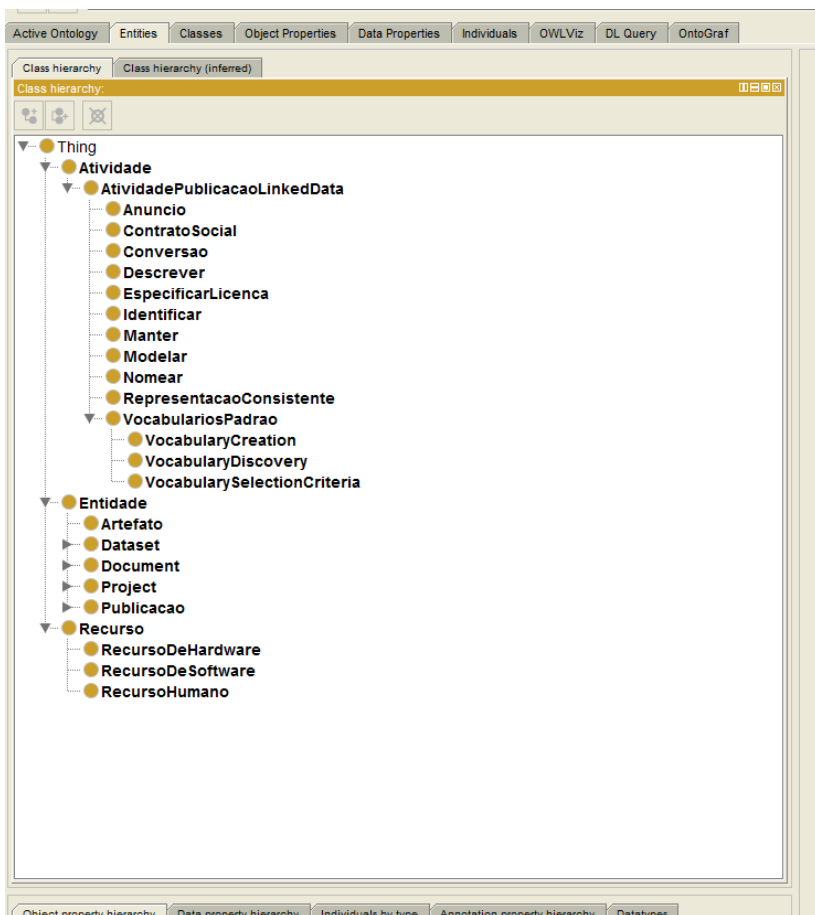 Active Ontology Entities Classes Object Properties Data Properties Individuals OWLViz DL Query OntoGraf
Class hierarchy Class hierarchy (inferred)
Class hierarchy:
Thing
Atividade
AtividadePublicacaoLinkedData
Anuncio
ContratoSocial
Conversao
Descrever
EspecificarLicenca
Identificar
Manter
Modelar
Nomear
RepresentacaoConsistente
VocabulariosPadrao
VocabularyCreation
VocabularyDiscovery
VocabularySelectionCriteria
Entidade
Artefato
Dataset
Document
Project
Publicacao
Recurso
RecursoDeHardware
RecursoDeSoftware
RecursoHumano
Object property hierarchy Data property hierarchy Individuals by type Annotation property hierarchy Datatypes